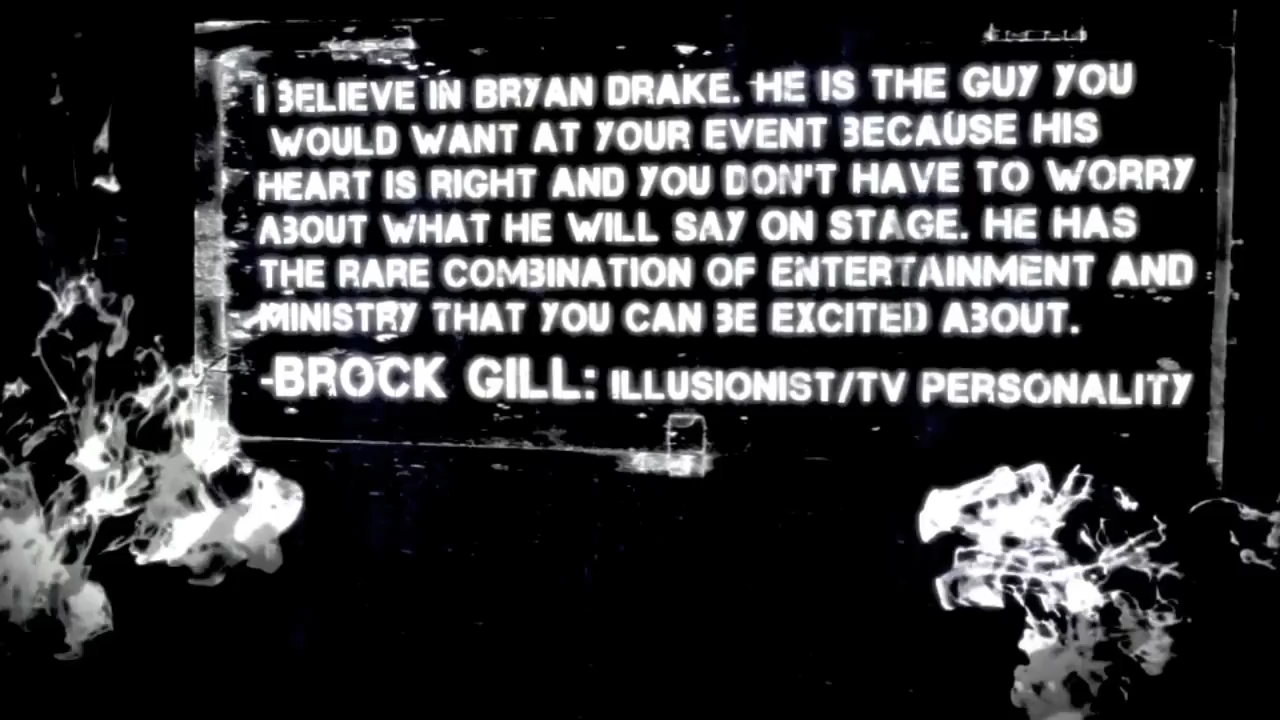 I BELIEVE IN BRYAN DRAKE. HE IS THE GUY YOU
WOULD WANT AT YOUR EVENT BECAUSE HIS
HEART IS RIGHT AND YOU DON'T HAVE TO WORRY
ABOUT WHAT HE WILL SAY ON STAGE. HE HAS
THE RARE COMBINATION OF ENTERTAINMENT AND
MINISTRY THAT YOU CAN BE EXCITED ABOUT.
-BROCK GILL: ILLUSIONIST/TV PERSONALITY